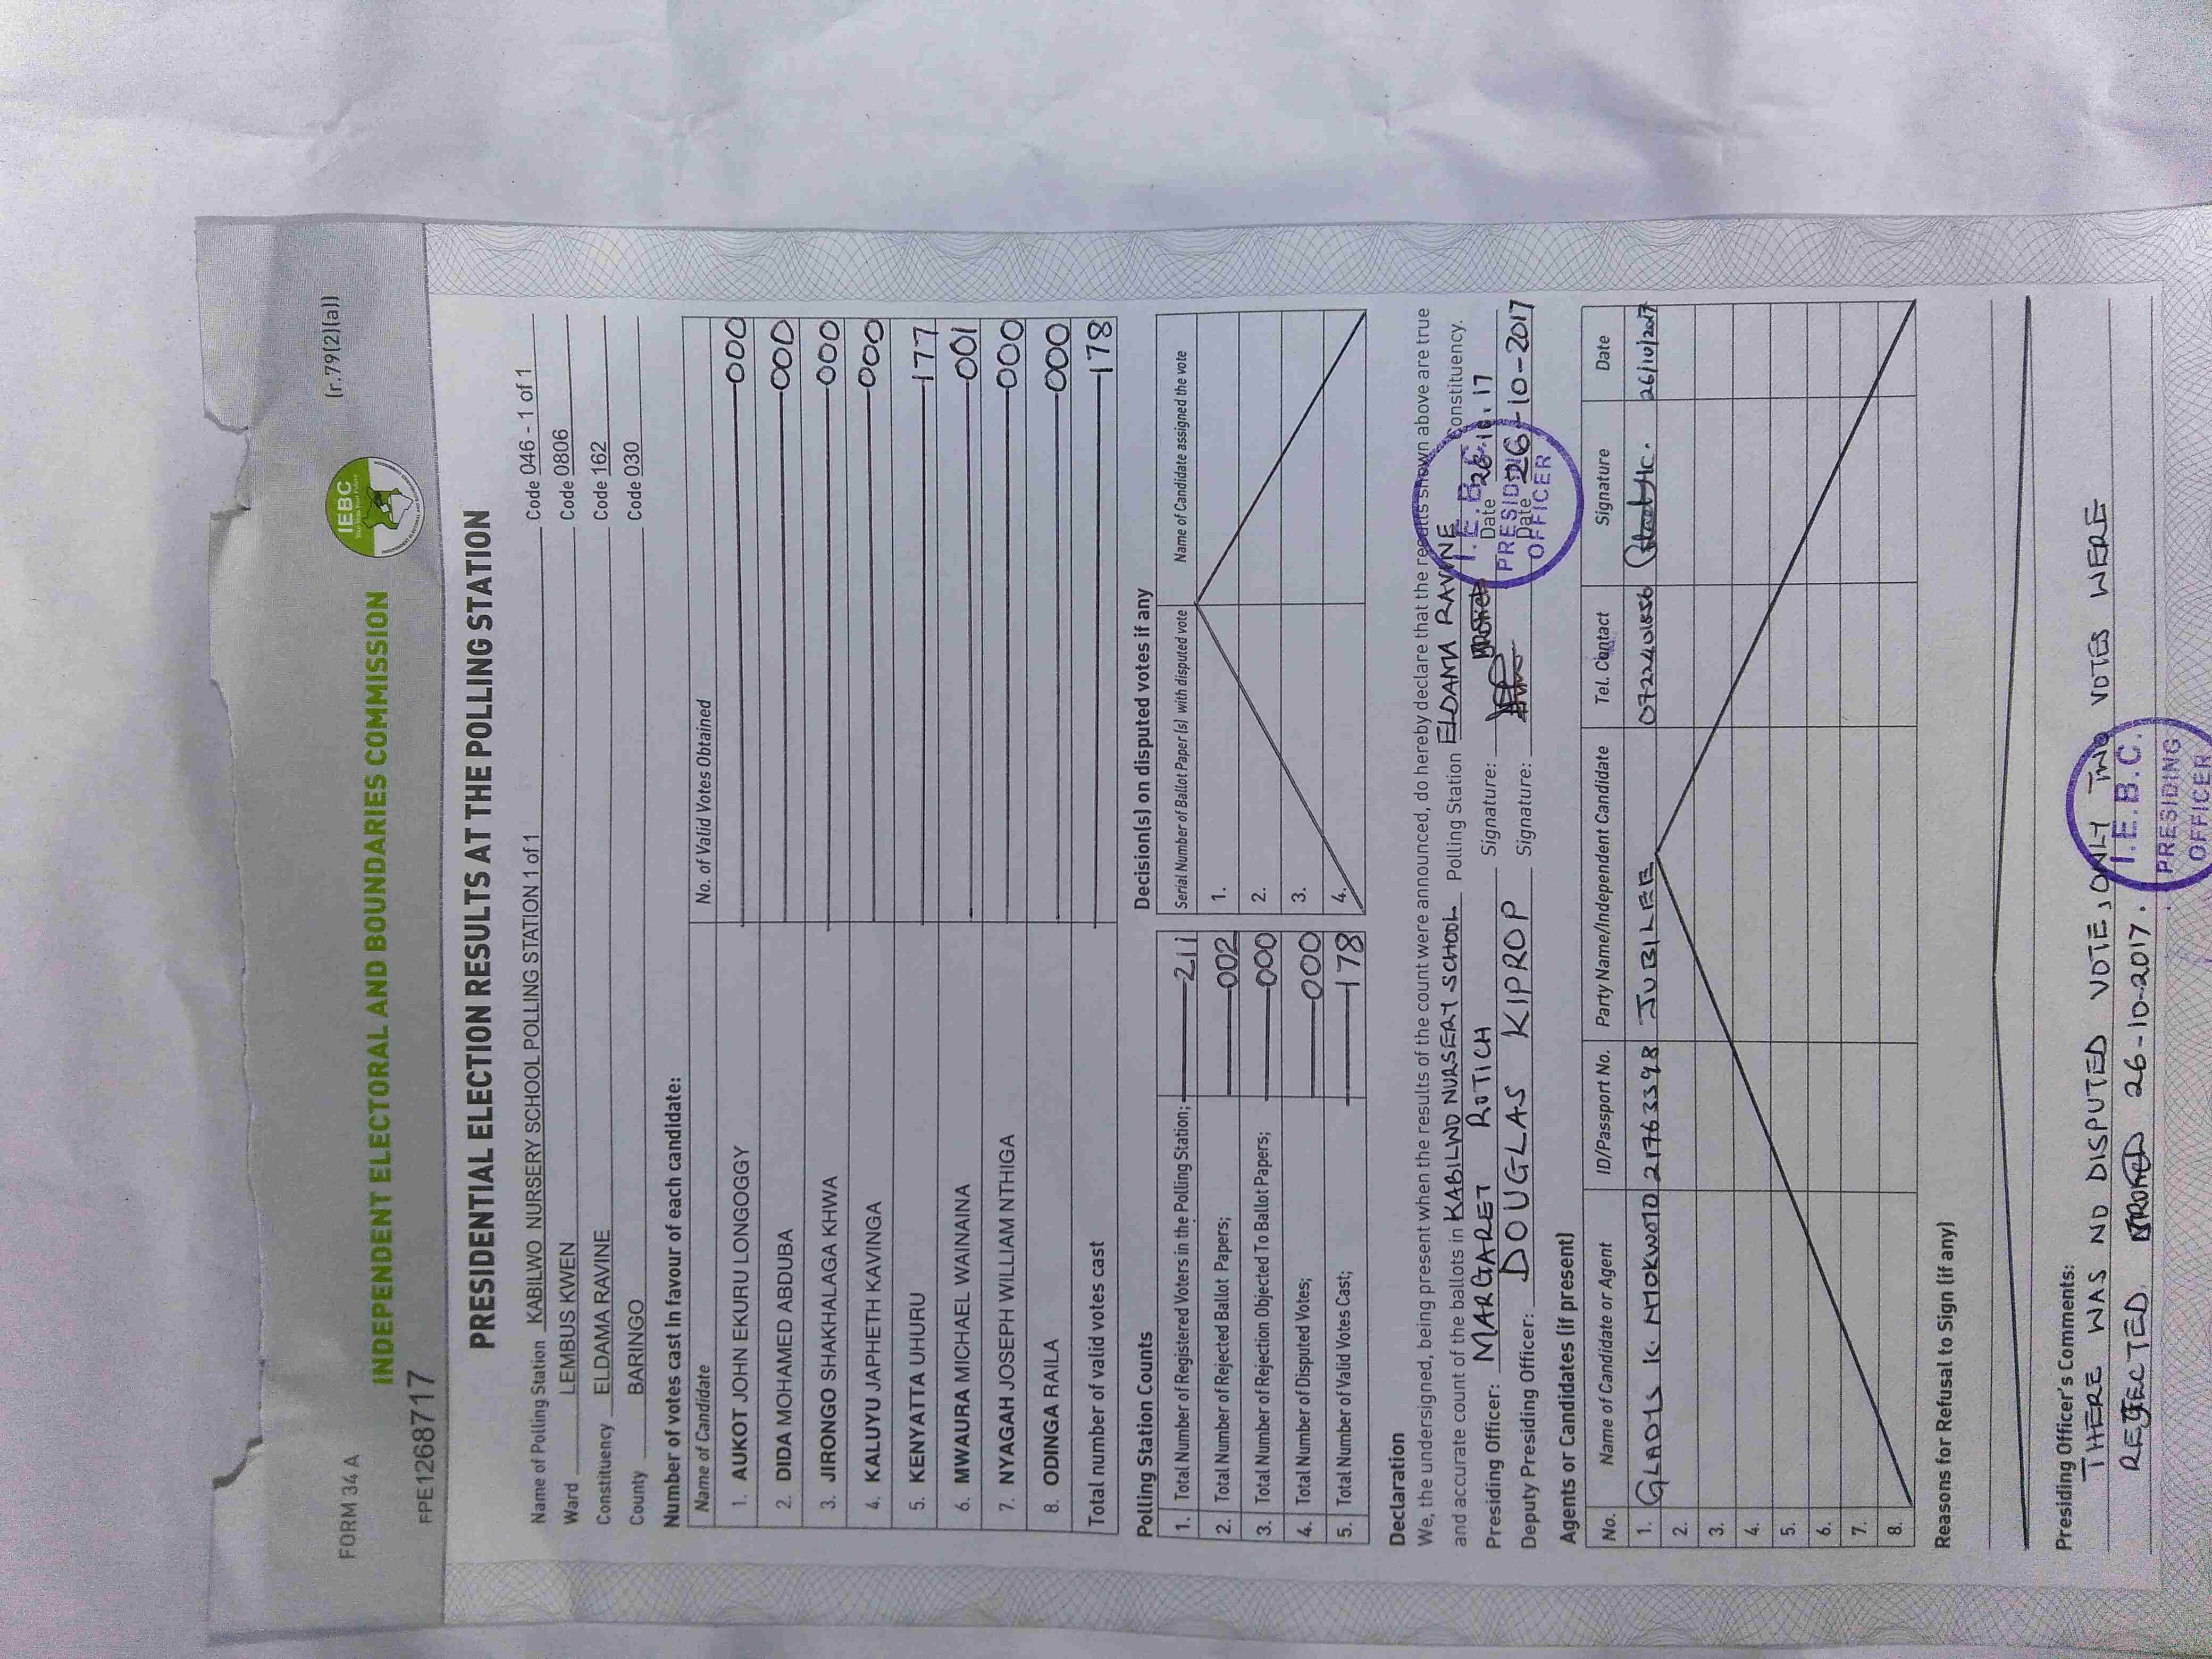 FORM 34 A
(r.79(2)(a))
IEBC
INDEPENDENT ELECTORAL AND BOUNDARIES COMMISSION
FPE1268717
PRESIDENTIAL ELECTION RESULTS AT THE POLLING STATION
Name of Polling Station KABILWO NURSERY SCHOOL POLLING STATION 1 of 1 Code 046 - 1 of 1
Ward LEMBUS KWEN Code 0806
Constituency ELDAMA RAVINE Code 162
County BARINGO Code 030
Number of votes cast in favour of each candidate:
Name of Candidate No. of Valid Votes Obtained
1. AUKOT JOHN EKURU LONGOGGY 000
2. DIDA MOHAMED ABDUBA 000
3. JIRONGO SHAKHALAGA KHWA 000
4. KALUYU JAPHETH KAVINGA 000
5. KENYATTA UHURU 177
6. MWAURA MICHAEL WAINAINA 001
7. NYAGAH JOSEPH WILLIAM NTHIGA 000
8. ODINGA RAILA 000
Total number of valid votes cast 178
Polling Station Counts
1. Total Number of Registered Voters in the Polling Station; 211
2. Total Number of Rejected Ballot Papers; 002
3. Total Number of Rejection Objected To Ballot Papers; 000
4. Total Number of Disputed Votes; 000
5. Total Number of Valid Votes Cast; 178
Decision(s) on disputed votes if any
Serial Number of Ballot Paper (s) with disputed vote Name of Candidate assigned the vote
1.
2.
3.
4.
Declaration
We, the undersigned, being present when the results of the count were announced, do hereby declare that the results shown above are true
and accurate count of the ballots in KABILWO NURSERY SCHOOL Polling Station ELDAMA RAVINE Constituency.
Presiding Officer: MARGARET ROTICH Signature: Date 26.10.17
Deputy Presiding Officer: DOUGLAS KIPROP Signature: Date 26-10-2017
I.E.B.C.
PRESIDING
OFFICER
Agents or Candidates (if present)
No. Name of Candidate or Agent ID/Passport No. Party Name/Independent Candidate Tel. Contact Signature Date
1. GLADYS K. 21763398 JUBILEE 26/10/2017
2.
3.
4.
5.
6.
7.
8.
Reasons for Refusal to Sign (if any)
Presiding Officer's Comments:
THERE WAS NO DISPUTED VOTE, ONLY TWO VOTES WERE
REJECTED. 26-10-2017.
I.E.B.C.
PRESIDING
OFFICER